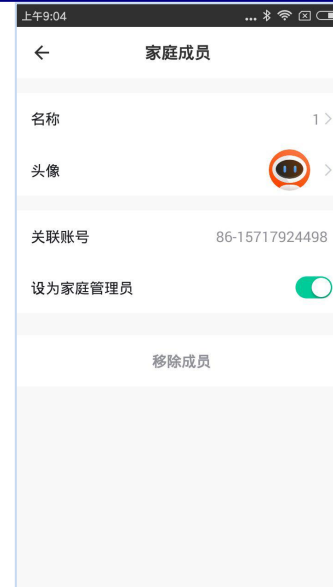 上午9:04
...
家庭成员
名称
1
头像
关联账号
86-15717924498
设为家庭管理员
移除成员